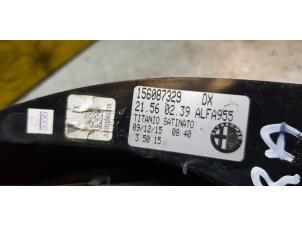 156087329 DX
21.56 02.39 ALFA955
TITANIO SATINATO
09/12/15 08:40
3 50 15